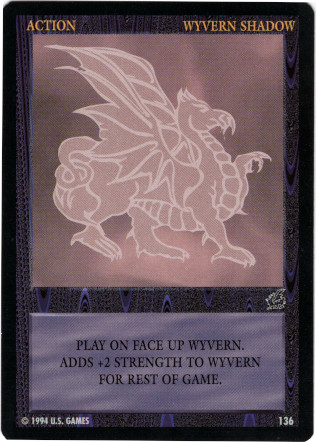 ACTION WYVERN SHADOW
PLAY ON FACE UP WYVERN.
ADDS +2 STRENGTH TO WYVERN
FOR REST OF GAME.
© 1994 U.S. GAMES 136